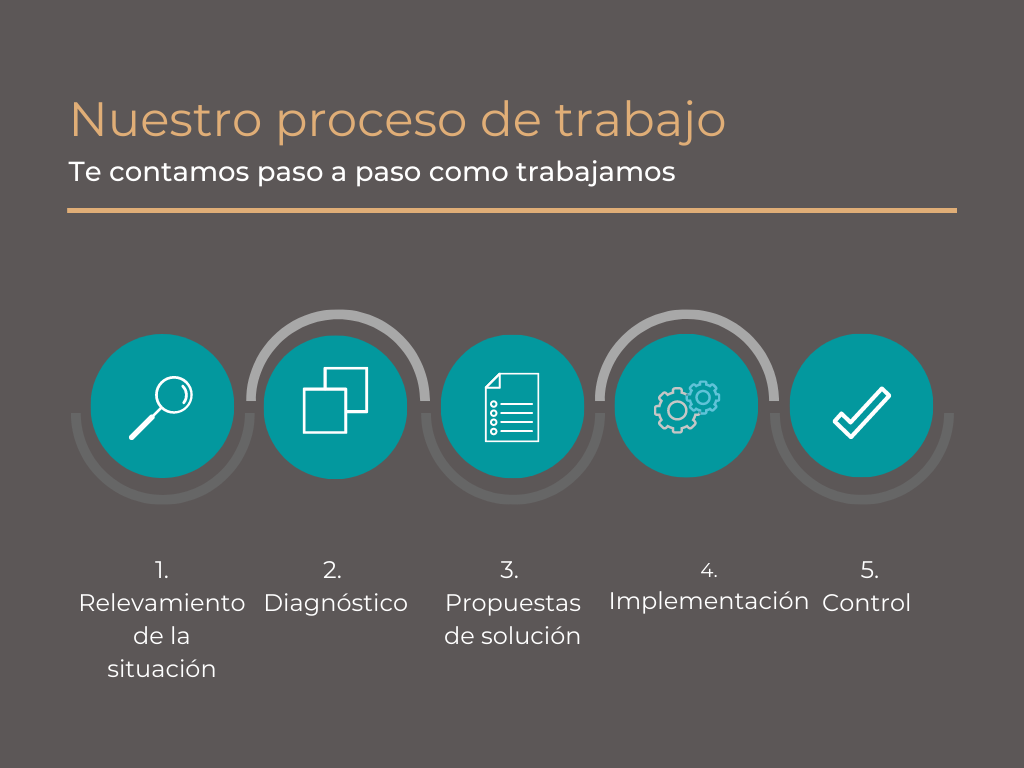 Nuestro proceso de trabajo
Te contamos paso a paso como trabajamos
1.
Relevamiento
de la
situación
2.
Diagnóstico
3.
Propuestas
de solución
4.
Implementación
5.
Control